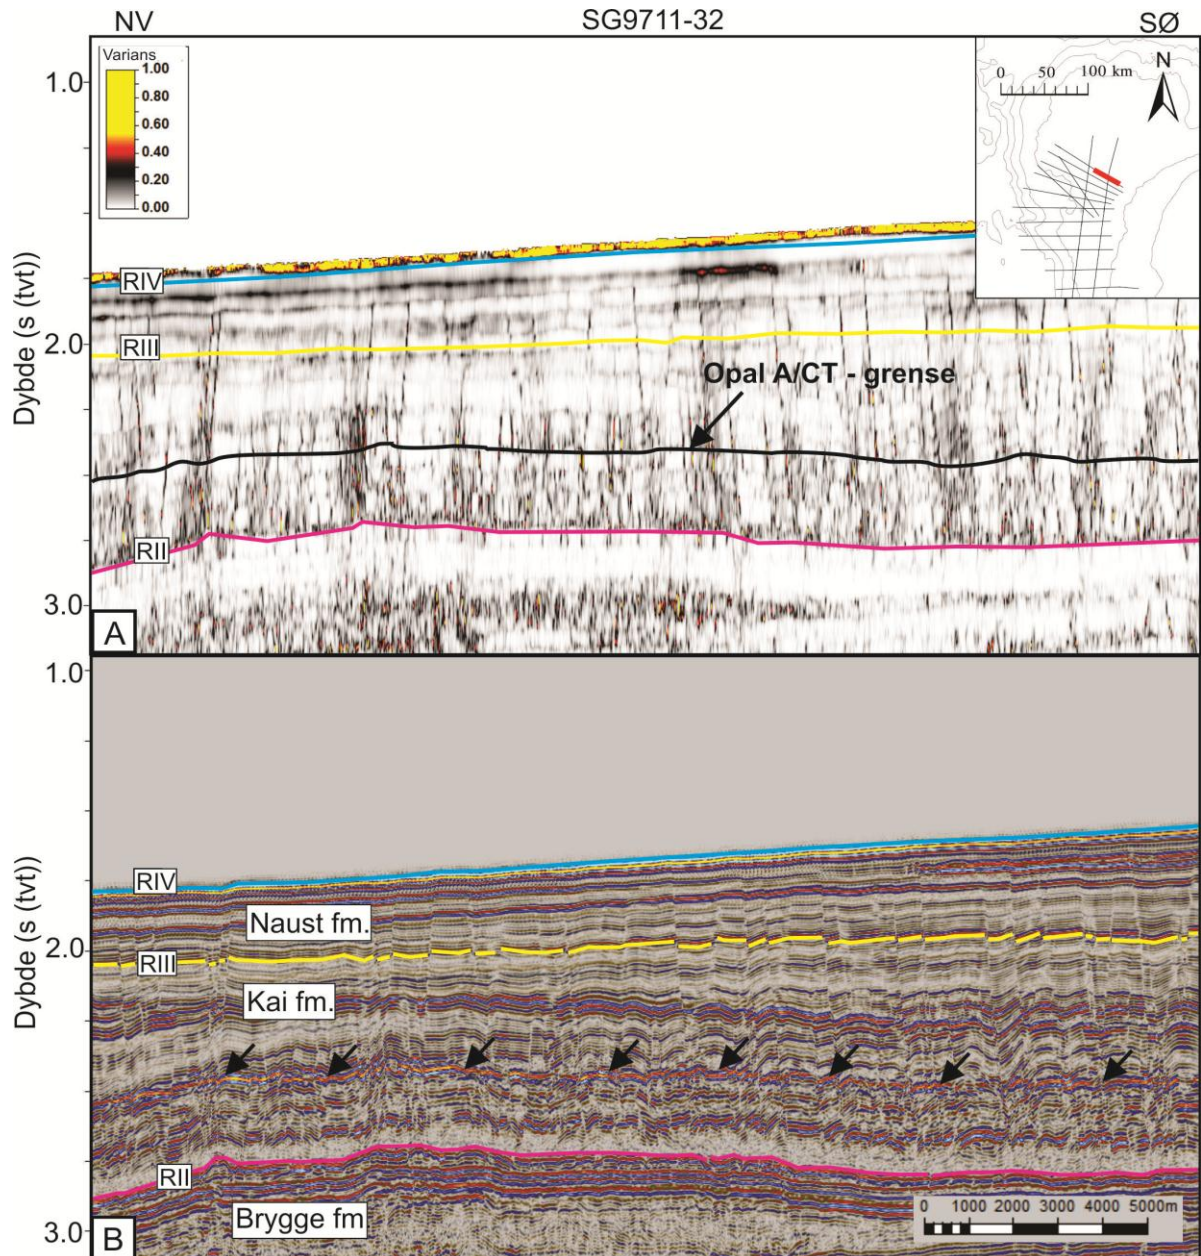 NV SG9711-32 SØ
Varians
1.00
0.80
0.60
0.40
0.20
0.00
0 50 100 km
N
1.0
2.0
3.0
Dybde (s (tvt))
RIV
RIII
Opal A/CT - grense
RII
A
1.0
2.0
3.0
Dybde (s (tvt))
RIV
Naust fm.
RIII
Kai fm.
RII
Brygge fm
0 1000 2000 3000 4000 5000m
B